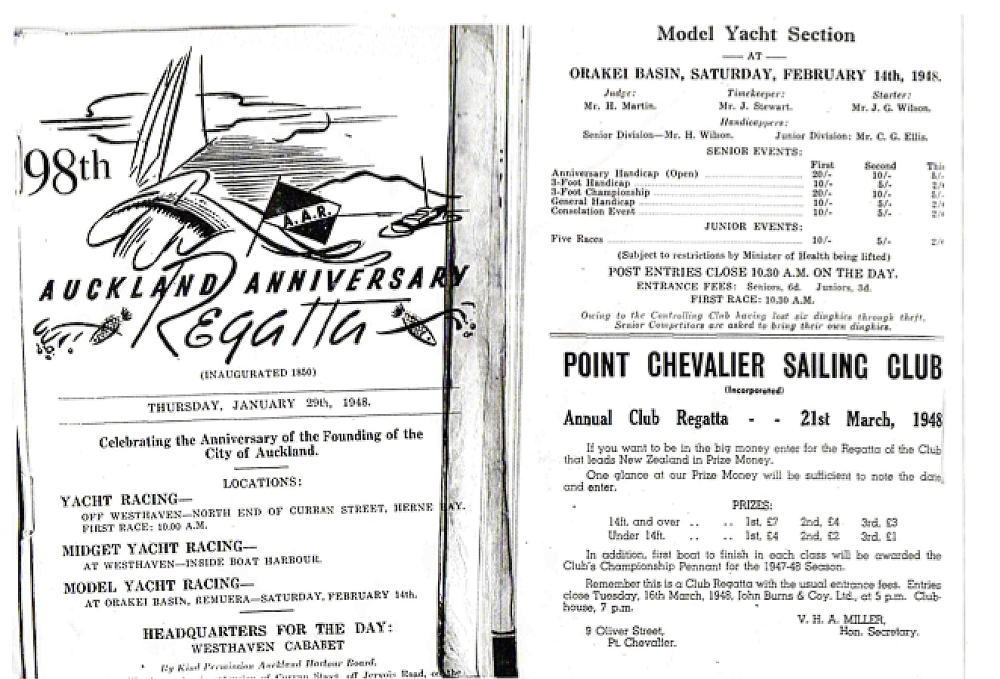 98th
A.A.R.
AUCKLAND ANNIVERSARY
Regatta
(INAUGURATED 1850)
THURSDAY, JANUARY 29th, 1948.
Celebrating the Anniversary of the Founding of the
City of Auckland.
LOCATIONS:
YACHT RACING—
OFF WESTHAVEN—NORTH END OF CURRAN STREET, HERNE BAY.
FIRST RACE: 10.00 A.M.
MIDGET YACHT RACING—
AT WESTHAVEN—INSIDE BOAT HARBOUR.
MODEL YACHT RACING—
AT ORAKEI BASIN, REMUERA—SATURDAY, FEBRUARY 14th.
HEADQUARTERS FOR THE DAY:
WESTHAVEN CABARET
By Kind Permission Auckland Harbour Board.
extension of Curran Street, off Jervois Road, on the
Model Yacht Section
— AT —
ORAKEI BASIN, SATURDAY, FEBRUARY 14th, 1948.
Judge: Timekeeper: Starter:
Mr. H. Martin. Mr. J. Stewart. Mr. J. G. Wilson.
Handicappers:
Senior Division—Mr. H. Wilson. Junior Division: Mr. C. G. Ellis.
SENIOR EVENTS:
First Second Thi
Anniversary Handicap (Open) 20/- 10/- 5/-
3-Foot Handicap 10/- 5/- 2/
3-Foot Championship 20/- 10/- 5/-
General Handicap 10/- 5/- 2/
Consolation Event 10/- 5/- 2/
JUNIOR EVENTS:
Five Races 10/- 5/- 2/
(Subject to restrictions by Minister of Health being lifted)
POST ENTRIES CLOSE 10.30 A.M. ON THE DAY.
ENTRANCE FEES: Seniors, 6d. Juniors, 3d.
FIRST RACE: 10.30 A.M.
Owing to the Controlling Club having lost six dinghies through theft,
Senior Competitors are asked to bring their own dinghies.
POINT CHEVALIER SAILING CLUB
(Incorporated)
Annual Club Regatta - - 21st March, 1948
If you want to be in the big money enter for the Regatta of the Club
that leads New Zealand in Prize Money.
One glance at our Prize Money will be sufficient to note the date,
and enter.
PRIZES:
14ft. and over .. .. 1st, £7 2nd, £4 3rd, £3
Under 14ft. .. .. 1st, £4 2nd, £2 3rd, £1
In addition, first boat to finish in each class will be awarded the
Club's Championship Pennant for the 1947-48 Season.
Remember this is a Club Regatta with the usual entrance fees. Entries
close Tuesday, 16th March, 1948, John Burns & Coy. Ltd., at 5 p.m. Club-
house, 7 p.m.
V. H. A. MILLER,
Hon. Secretary.
9 Oliver Street,
Pt. Chevalier.